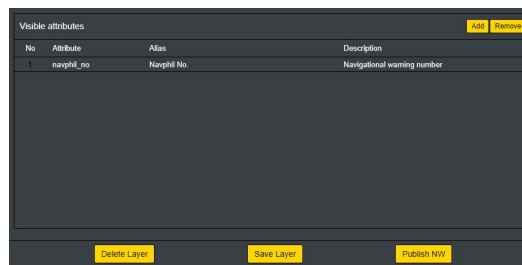 Visible attributes Add Remove
No Attribute Alias Description
1 navphil_no Navphil No. Navigational warning number
Delete Layer Save Layer Publish NW